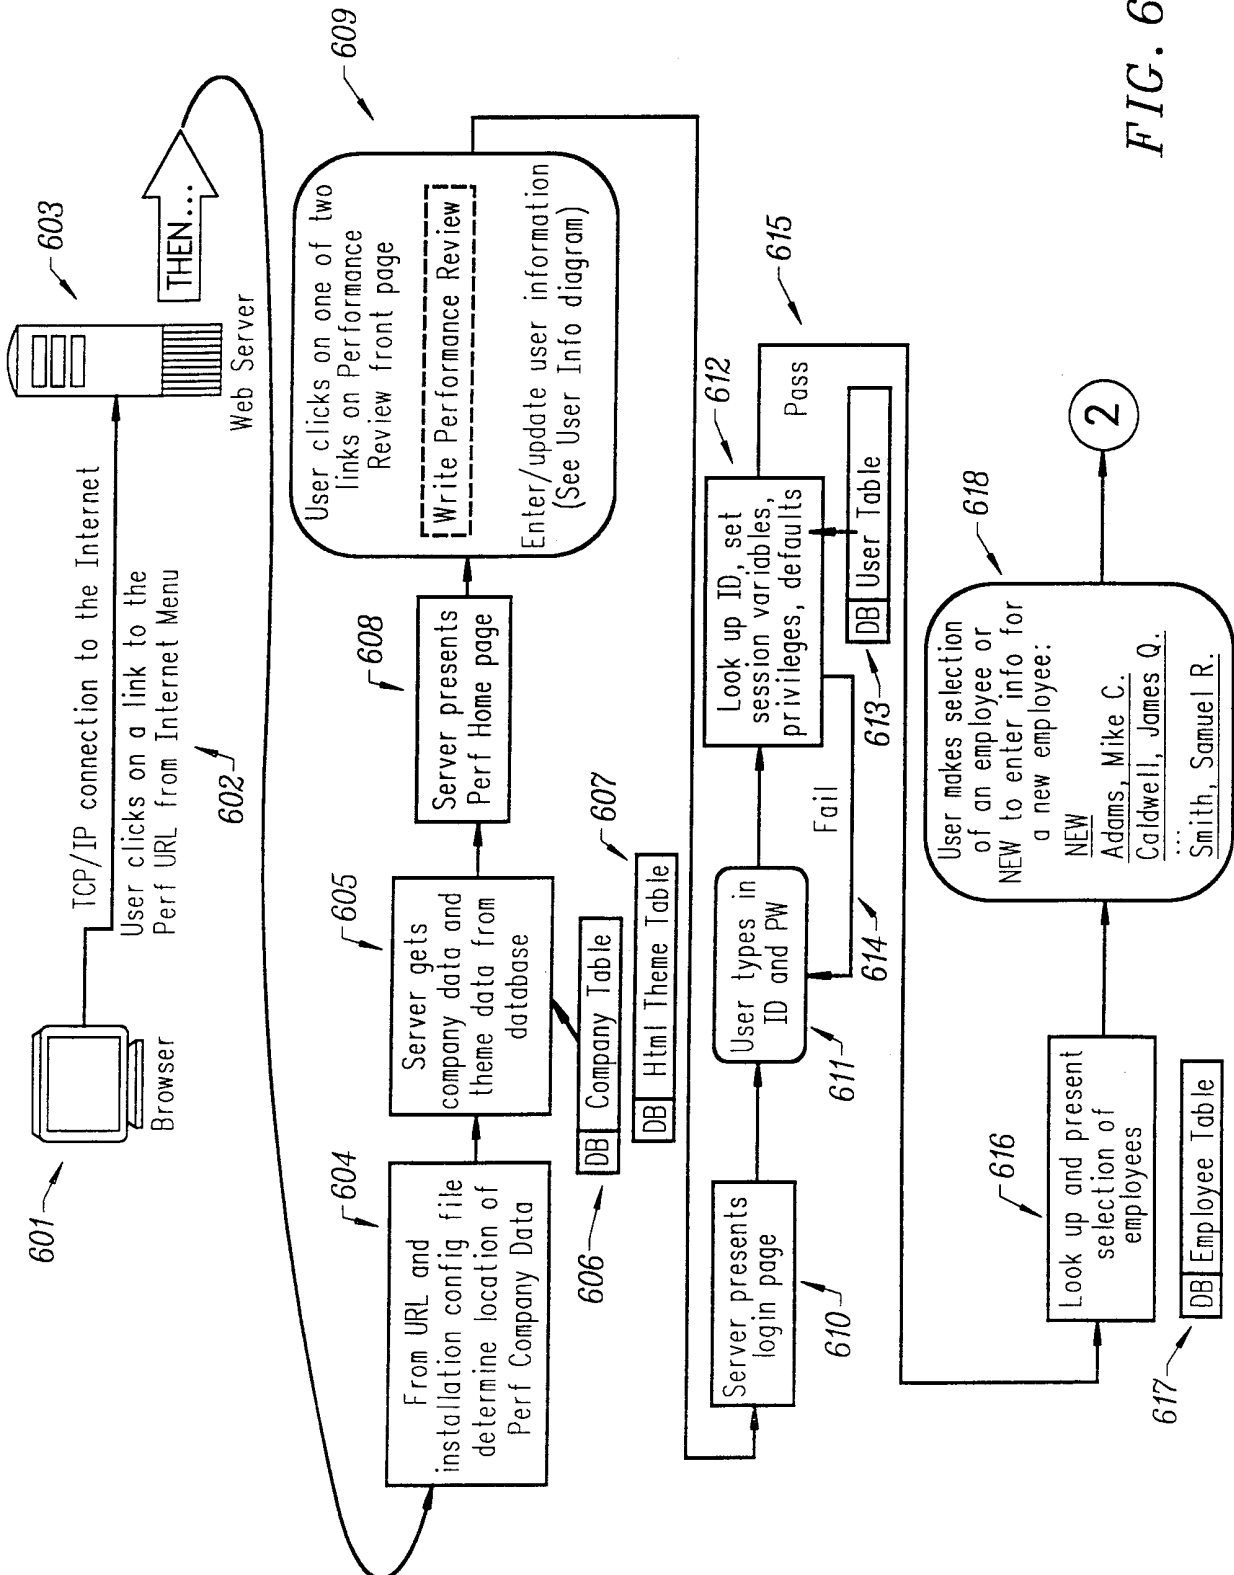 601
Browser
TCP/IP connection to the Internet
User clicks on a link to the
Perf URL from Internet Menu
602
603
Web Server
THEN...
604
From URL and
installation config file
determine location of
Perf Company Data
605
Server gets
company data and
theme data from
database
DB Company Table
606
DB Html Theme Table
607
608
Server presents
Perf Home page
609
User clicks on one of two
links on Performance
Review front page
Write Performance Review
Enter/update user information
(See User Info diagram)
Server presents
login page
610
User types in
ID and PW
611
612
Look up ID, set
session variables,
privileges, defaults
DB User Table
613
Fail
614
Pass
615
616
Look up and present
selection of
employees
DB Employee Table
617
618
User makes selection
of an employee or
NEW to enter info for
a new employee:
NEW
Adams, Mike C.
Caldwell, James Q.
...
Smith, Samuel R.
2
FIG. 6